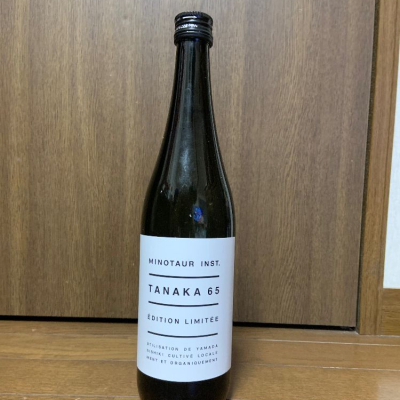 MINOTAUR INST.
TANAKA 65
ÉDITION LIMITÉE
UTILISATION DE YAMADA
NISHIKI CULTIVÉ LOCALE
MENT ET ORGANIQUEMENT